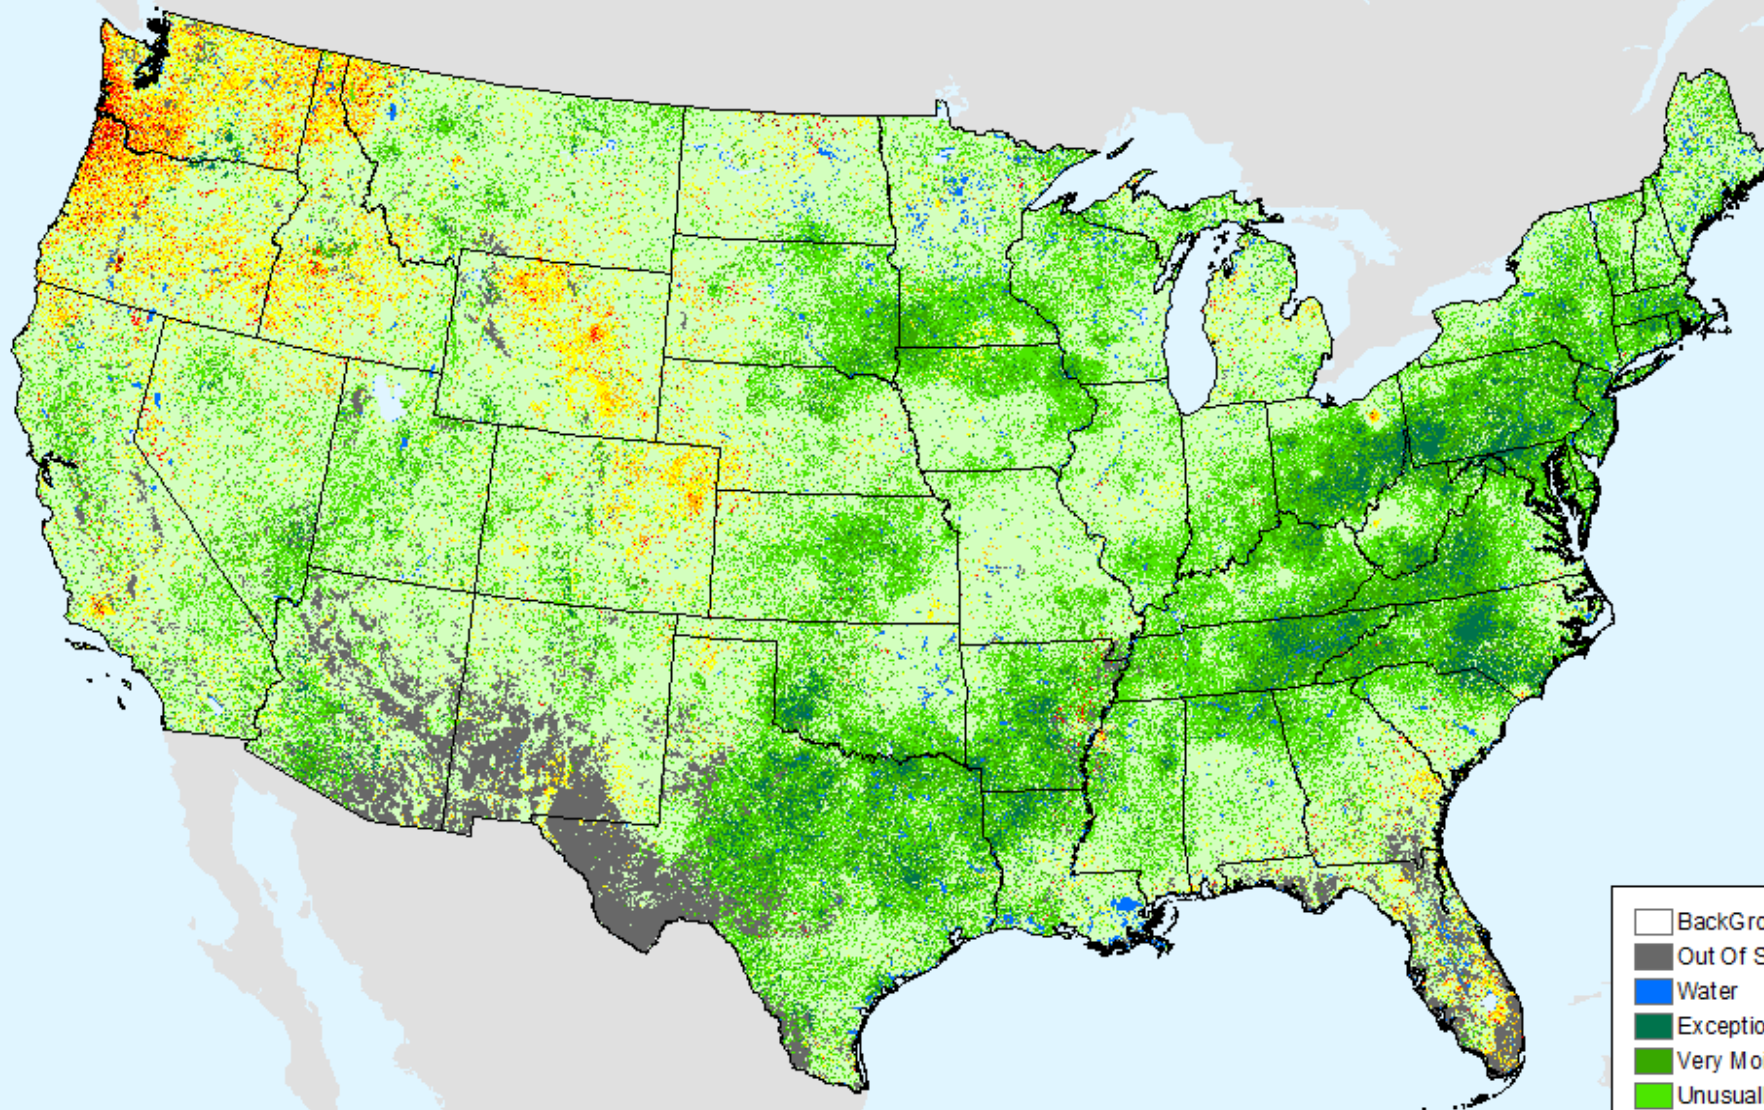 BackGro
Out Of S
Water
Exceptio
Very Mo
Unusual